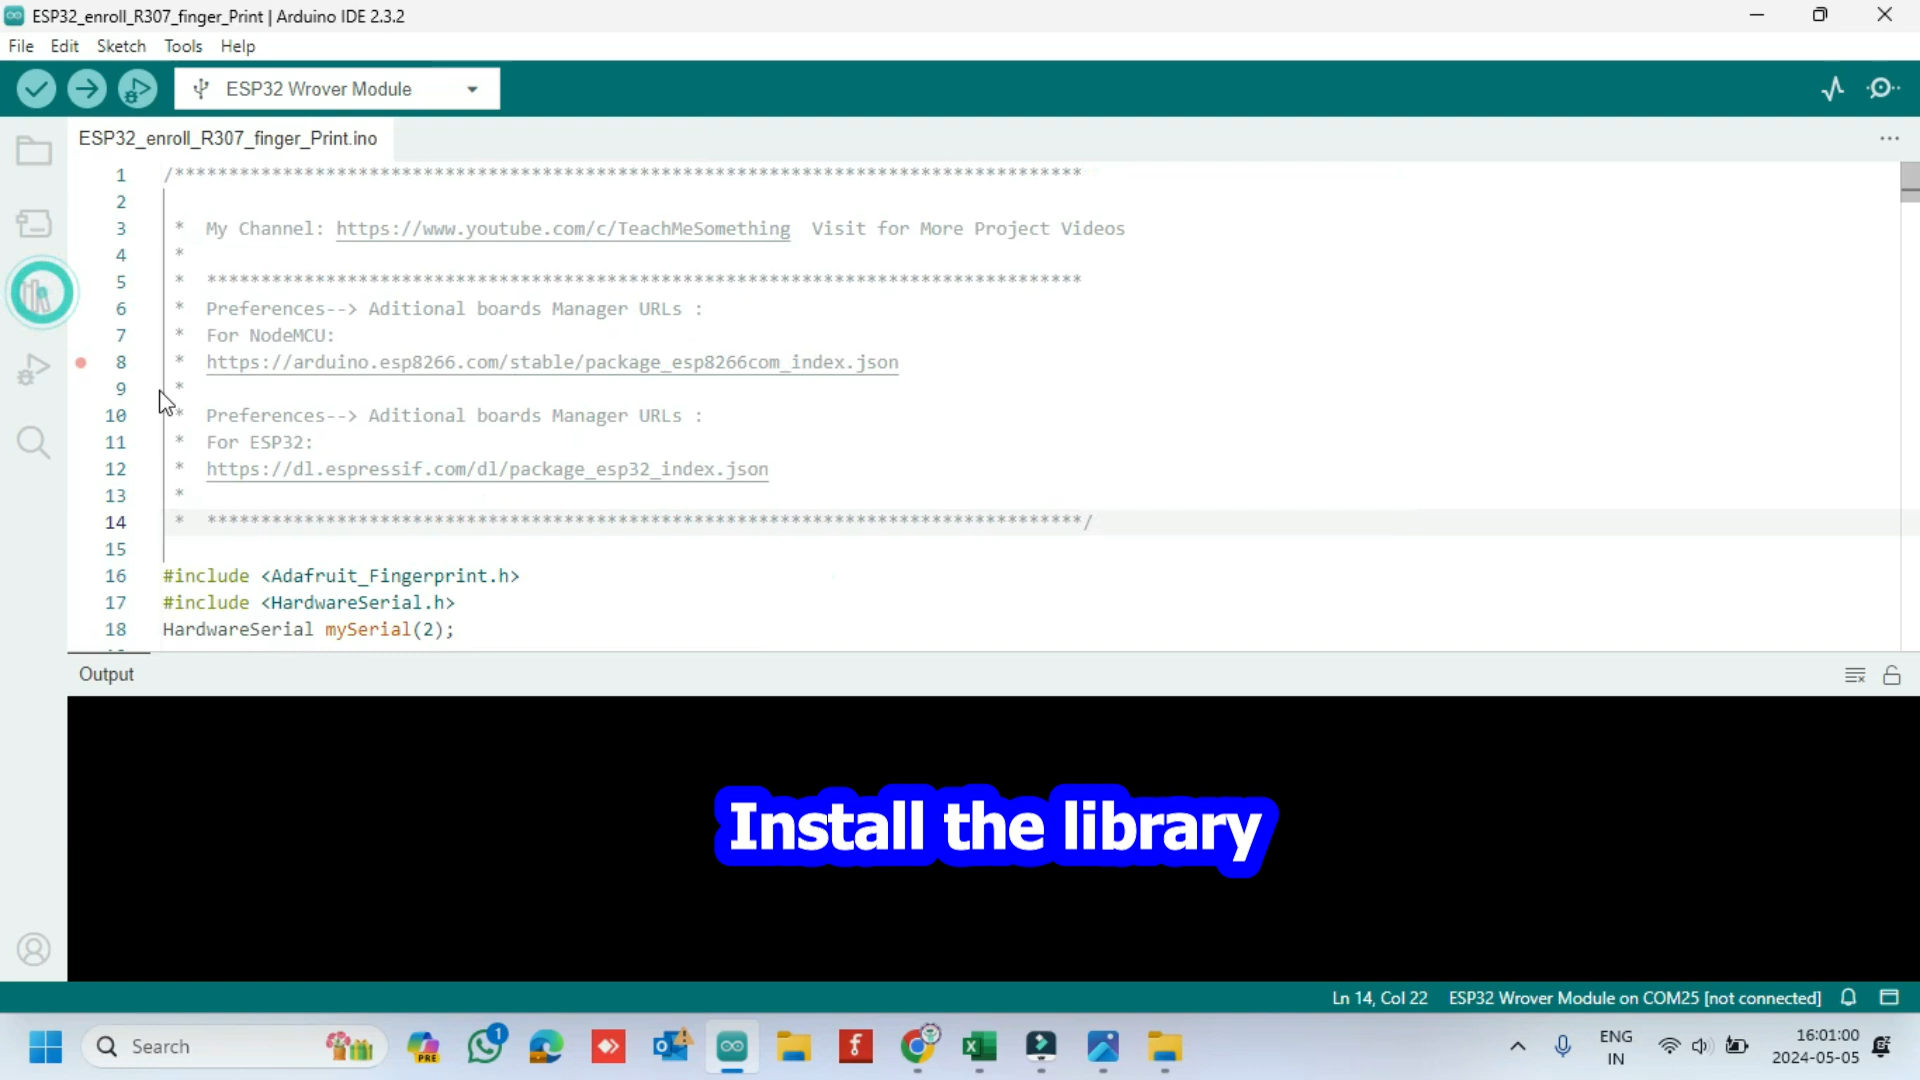 ESP32_enroll_R307_finger_Print | Arduino IDE 2.3.2
File Edit Sketch Tools Help
ESP32 Wrover Module
ESP32_enroll_R307_finger_Print.ino
1 /************************************************************************************
2
3 * My Channel: https://www.youtube.com/c/TeachMeSomething Visit for More Project Videos
4 *
5 * *********************************************************************************
6 * Preferences--> Aditional boards Manager URLs :
7 * For NodeMCU:
8 * https://arduino.esp8266.com/stable/package_esp8266com_index.json
9 *
10 * Preferences--> Aditional boards Manager URLs :
11 * For ESP32:
12 * https://dl.espressif.com/dl/package_esp32_index.json
13 *
14 * *********************************************************************************/
15
16 #include <Adafruit_Fingerprint.h>
17 #include <HardwareSerial.h>
18 HardwareSerial mySerial(2);
Output
Install the library
Ln 14, Col 22 ESP32 Wrover Module on COM25 [not connected]
Search
PRE
1
ENG
IN
16:01:00
2024-05-05